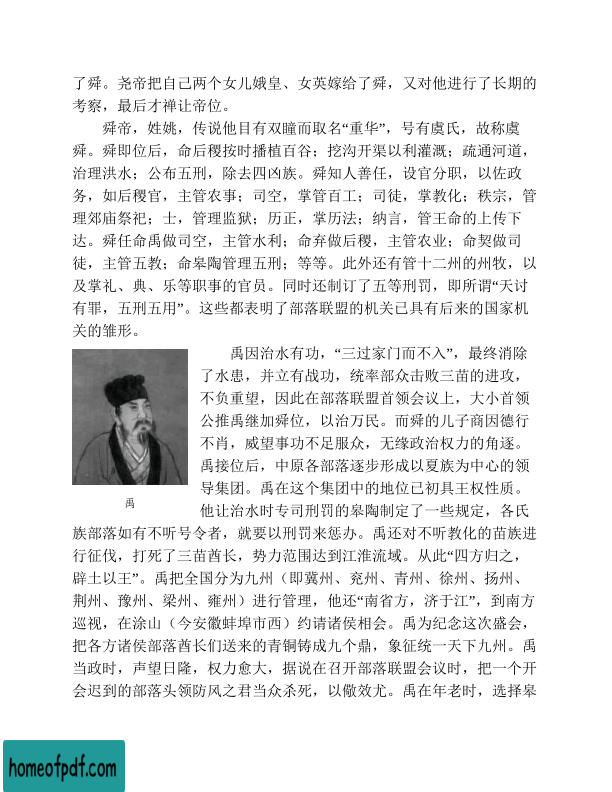 了舜。尧帝把自己两个女儿娥皇、女英嫁给了舜，又对他进行了长期的
考察，最后才禅让帝位。
舜帝，姓姚，传说他目有双瞳而取名“重华”，号有虞氏，故称虞
舜。舜即位后，命后稷按时播植百谷；挖沟开渠以利灌溉；疏通河道，
治理洪水；公布五刑，除去四凶族。舜知人善任，设官分职，以佐政
务，如后稷官，主管农事；司空，掌管百工；司徒，掌教化；秩宗，管
理郊庙祭祀；士，管理监狱；历正，掌历法；纳言，管王命的上传下
达。舜任命禹做司空，主管水利；命弃做后稷，主管农业；命契做司
徒，主管五教；命皋陶管理五刑；等等。此外还有管十二州的州牧，以
及掌礼、典、乐等职事的官员。同时还制订了五等刑罚，即所谓“天讨
有罪，五刑五用”。这些都表明了部落联盟的机关已具有后来的国家机
关的雏形。
禹因治水有功，“三过家门而不入”，最终消除
了水患，并立有战功，统率部众击败三苗的进攻，
不负重望，因此在部落联盟首领会议上，大小首领
公推禹继加舜位，以治万民。而舜的儿子商因德行
不肖，威望事功不足服众，无缘政治权力的角逐。
禹接位后，中原各部落逐步形成以夏族为中心的领
导集团。禹在这个集团中的地位已初具王权性质。
他让治水时专司刑罚的皋陶制定了一些规定，各氏
族部落如有不听号令者，就要以刑罚来惩办。禹还对不听教化的苗族进
行征伐，打死了三苗酋长，势力范围达到江淮流域。从此“四方归之，
辟土以王”。禹把全国分为九州（即冀州、兖州、青州、徐州、扬州、
荆州、豫州、梁州、雍州）进行管理，他还“南省方，济于江”，到南方
巡视，在涂山（今安徽蚌埠市西）约请诸侯相会。禹为纪念这次盛会，
把各方诸侯部落酋长们送来的青铜铸成九个鼎，象征统一天下九州。禹
当政时，声望日隆，权力愈大，据说在召开部落联盟会议时，把一个开
会迟到的部落头领防风之君当众杀死，以儆效尤。禹在年老时，选择皋
禹
homeofpdf.com